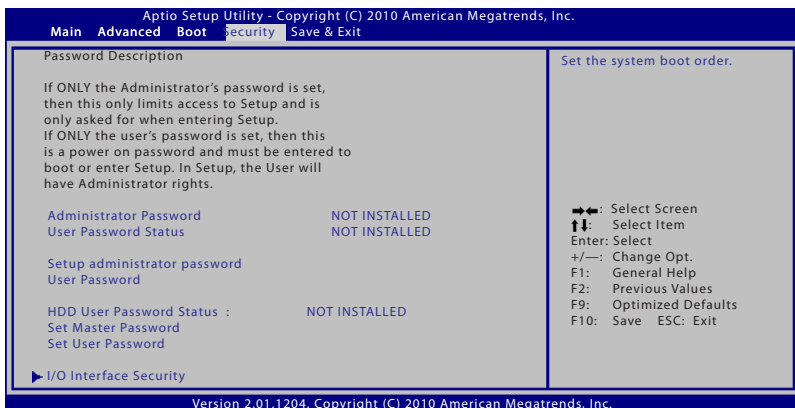 Aptio Setup Utility - Copyright (C) 2010 American Megatrends, Inc.
Main Advanced Boot Security Save & Exit
Password Description
If ONLY the Administrator's password is set,
then this only limits access to Setup and is
only asked for when entering Setup.
If ONLY the user's password is set, then this
is a power on password and must be entered to
boot or enter Setup. In Setup, the User will
have Administrator rights.
Administrator Password NOT INSTALLED
User Password Status NOT INSTALLED
Setup administrator password
User Password
HDD User Password Status : NOT INSTALLED
Set Master Password
Set User Password
I/O Interface Security
Set the system boot order.
→←: Select Screen
↑↓: Select Item
Enter: Select
+/—: Change Opt.
F1: General Help
F2: Previous Values
F9: Optimized Defaults
F10: Save ESC: Exit
Version 2.01.1204. Copyright (C) 2010 American Megatrends, Inc.